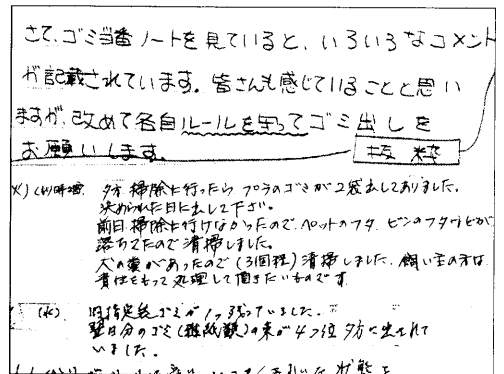 さて、ゴミ当番ノートを見ていると、いろいろなコメント
が記載されています。皆さんも感じていることと思い
ますが、改めて各自ルールを守ってゴミ出しを
お願いします。
抜粋
夕方 掃除に行ったら プラのゴミが2袋出してありました。
決められた日に出して下さい。
前日 掃除に行けなかったので、ペットのフタ、ビンのフタなどが
落ちてたので 清掃しました。
犬の糞があったので(3個程)清掃しました。飼い主の方は
責任をもって処理して頂きたいものです
(水) 旧指定袋ゴミが1つ残っていました。
翌日分のゴミ(雑紙類)の束が4つ位夕方に出されて
いました。
状態を